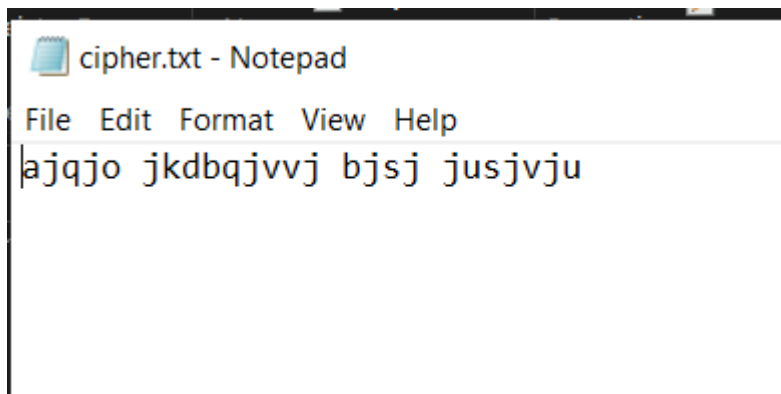 cipher.txt - Notepad
File Edit Format View Help
ajqjo jkdbqjvvj bjsj jusjvju